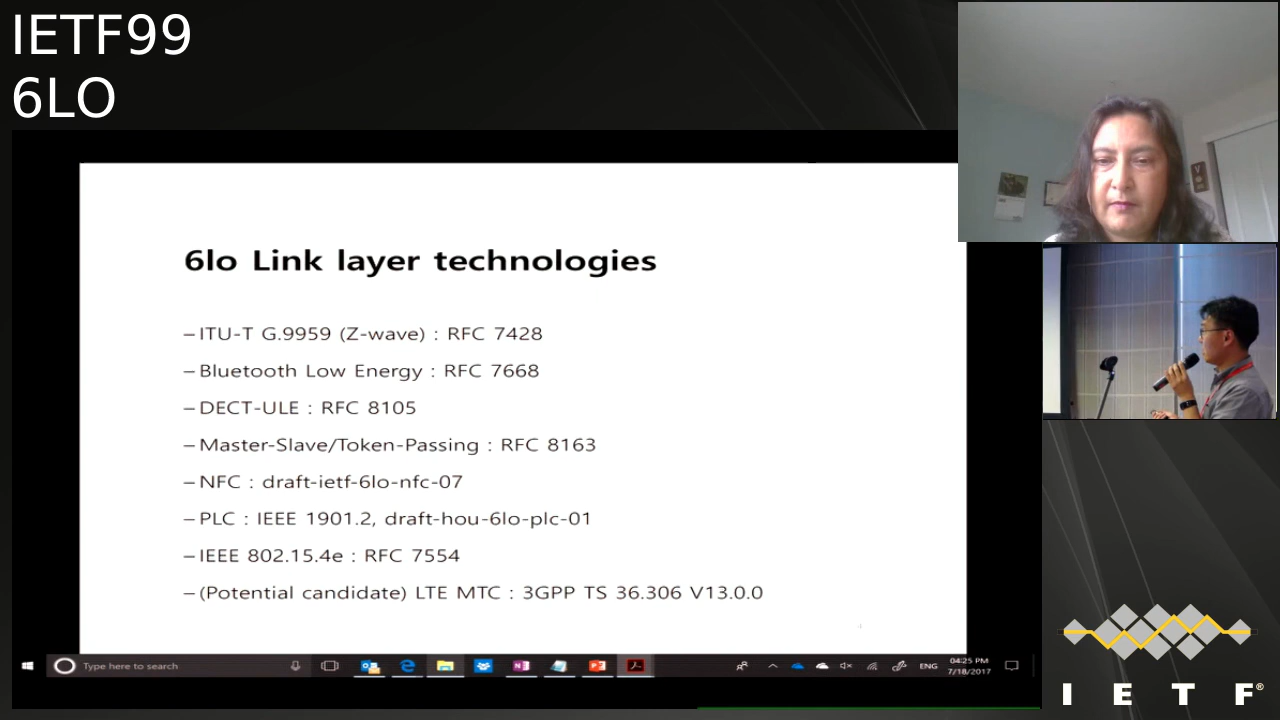 IETF99
6LO
6lo Link layer technologies
– ITU-T G.9959 (Z-wave) : RFC 7428
– Bluetooth Low Energy : RFC 7668
– DECT-ULE : RFC 8105
– Master-Slave/Token-Passing : RFC 8163
– NFC : draft-ietf-6lo-nfc-07
– PLC : IEEE 1901.2, draft-hou-6lo-plc-01
– IEEE 802.15.4e : RFC 7554
– (Potential candidate) LTE MTC : 3GPP TS 36.306 V13.0.0
Type here to search
ENG
04:25 PM
7/18/2017
I E T F®